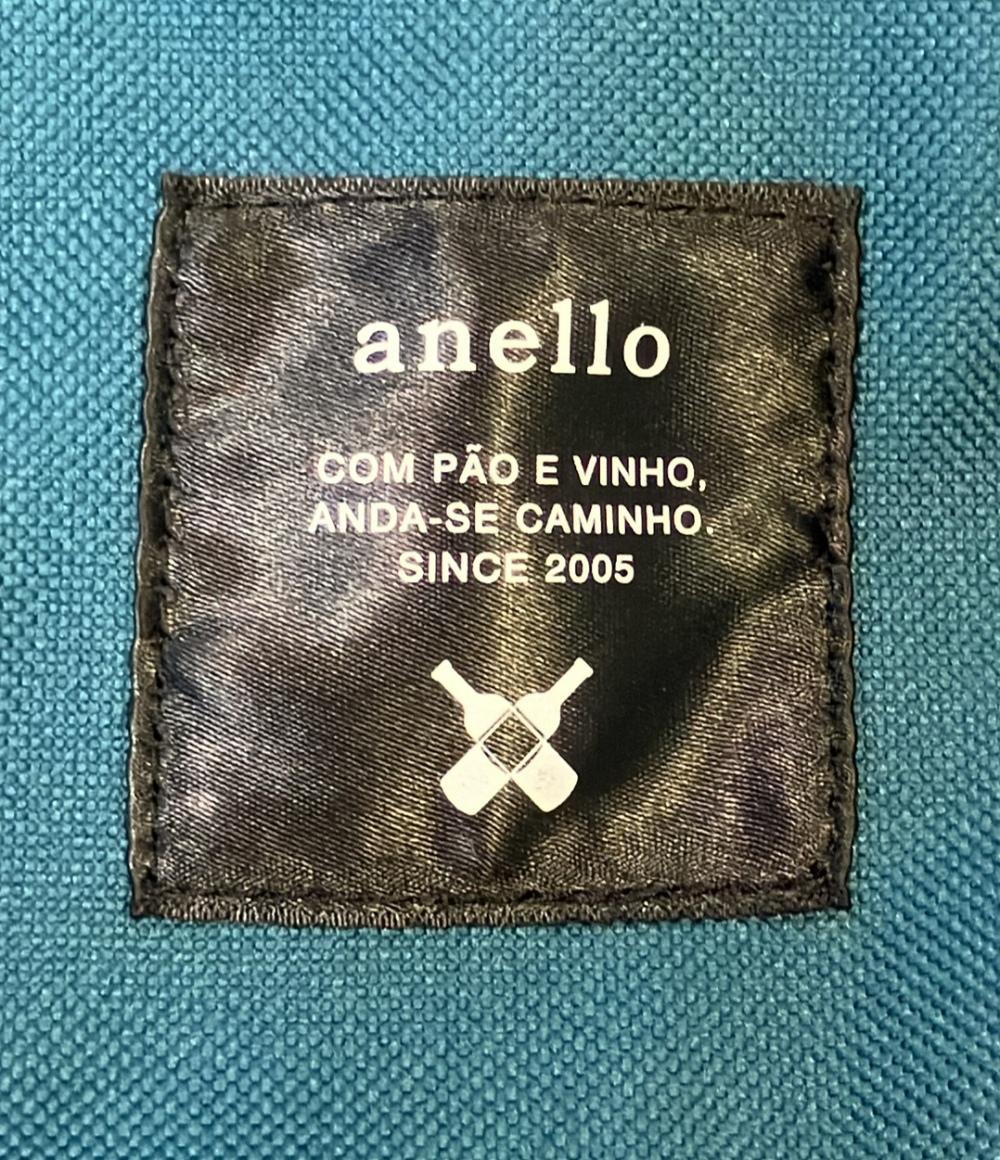 anello
COM PÃO E VINHO,
ANDA-SE CAMINHO.
SINCE 2005